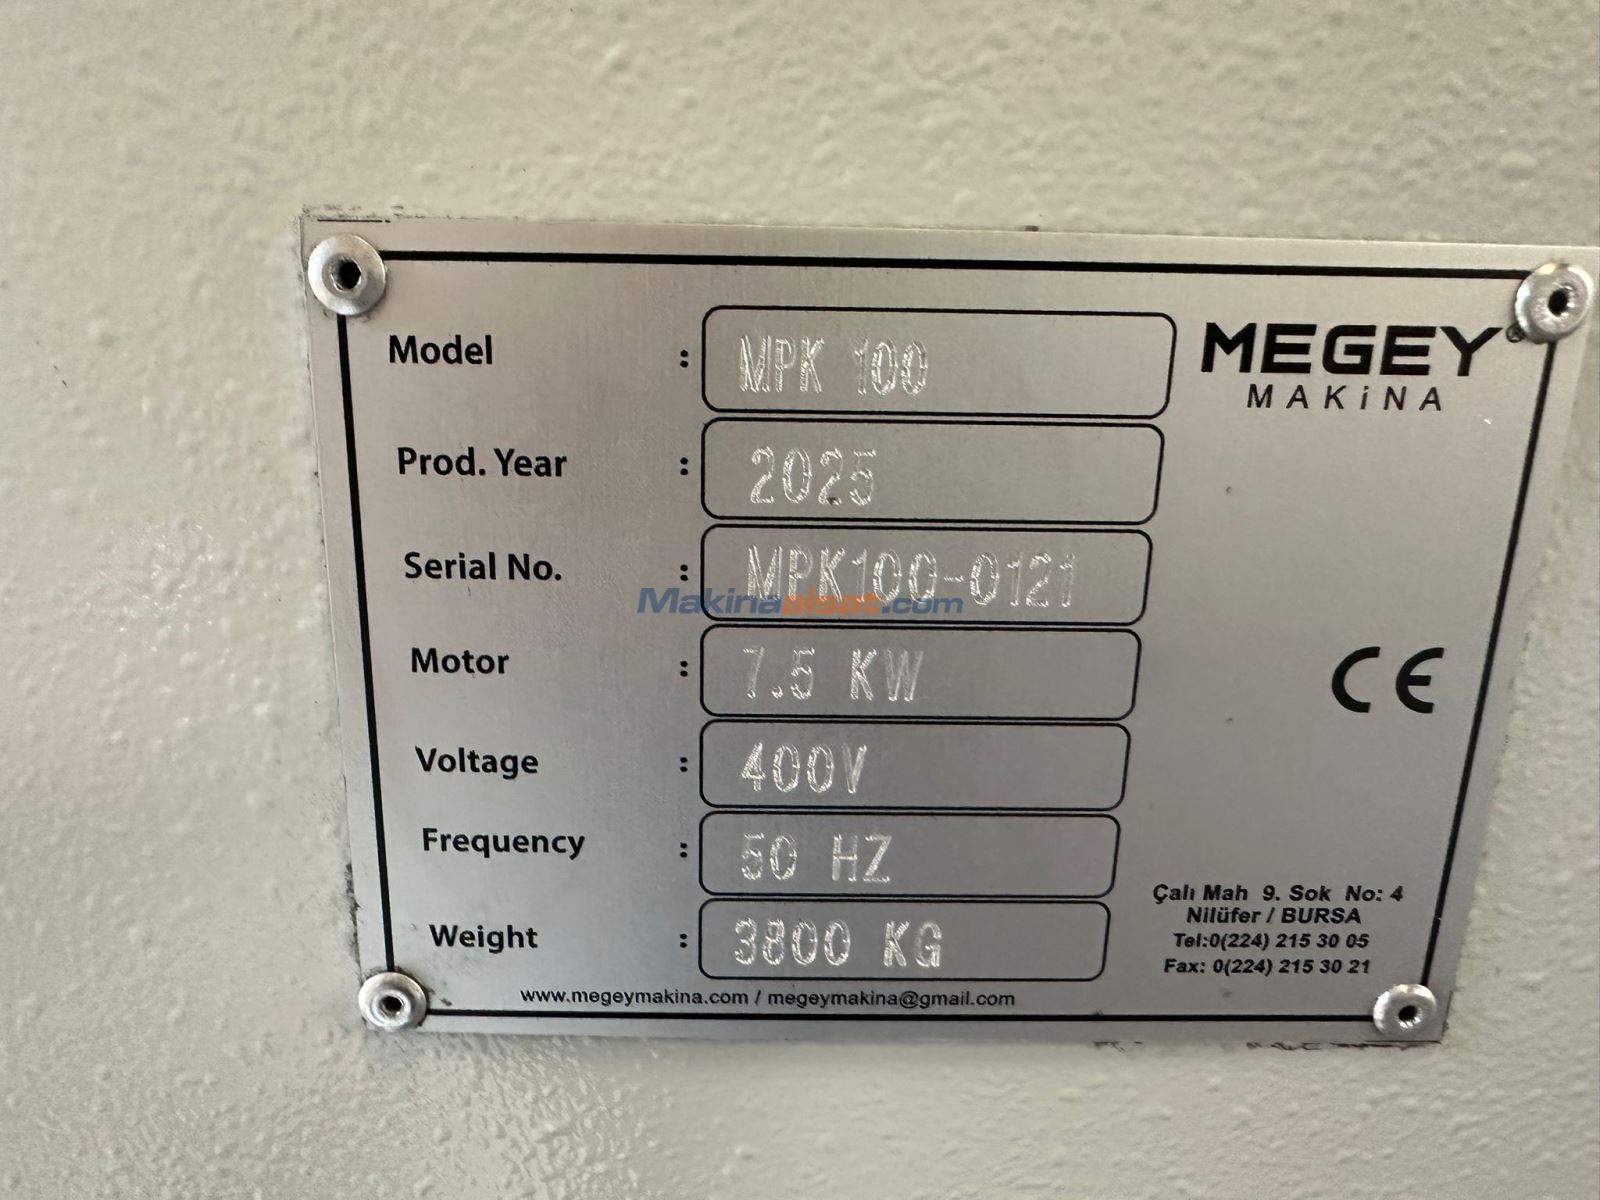 MEGEY®
MAKiNA
Model : MPK 100
Prod. Year : 2025
Serial No. : MPK100-0121
Makinaalsat.com
Motor : 7.5 KW
Voltage : 400V
Frequency : 50 HZ
Weight : 3800 KG
CE
Çalı Mah 9. Sok No: 4
Nilüfer / BURSA
Tel:0(224) 215 30 05
Fax: 0(224) 215 30 21
www.megeymakina.com / megeymakina@gmail.com